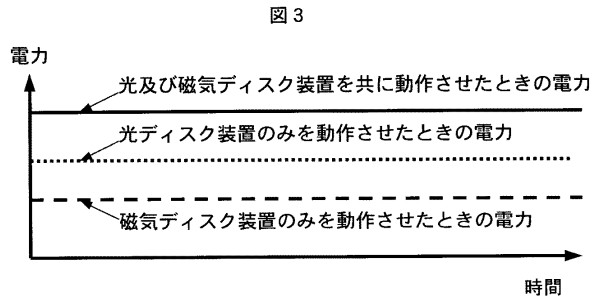 図3
電力
光及び磁気ディスク装置を共に動作させたときの電力
光ディスク装置のみを動作させたときの電力
磁気ディスク装置のみを動作させたときの電力
時間